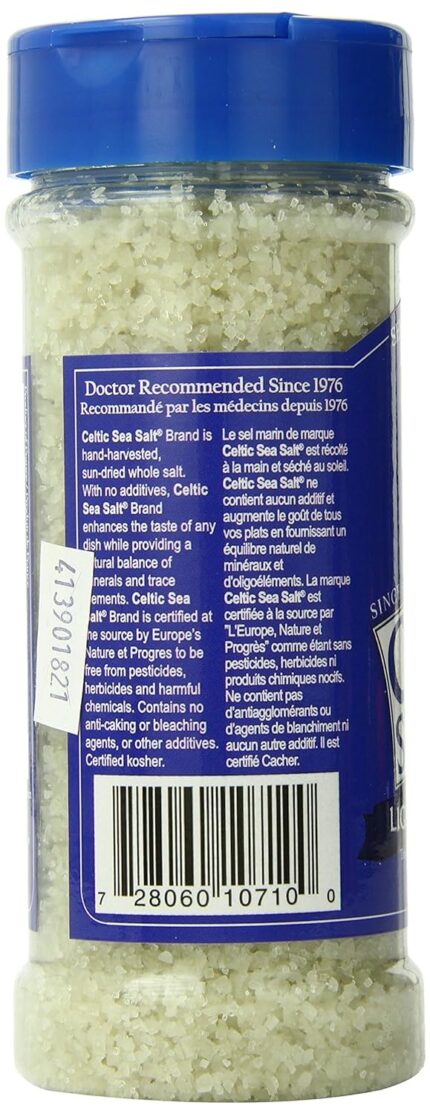 Doctor Recommended Since 1976
Recommandé par les médecins depuis 1976
Celtic Sea Salt® Brand is
hand-harvested,
sun-dried whole salt.
With no additives, Celtic
Sea Salt® Brand
enhances the taste of any
dish while providing a
tural balance of
nerals and trace
ements. Celtic Sea
alt® Brand is certified at
he source by Europe's
Nature et Progres to be
free from pesticides,
herbicides and harmful
chemicals. Contains no
anti-caking or bleaching
agents, or other additives.
Certified kosher.
Le sel marin de marque
Celtic Sea Salt® est récolté
à la main et séché au soleil.
Celtic Sea Salt® ne
contient aucun additif et
augmente le goût de tous
vos plats en fournissant un
équilibre naturel de
minéraux et
d'oligoéléments. La marque
Celtic Sea Salt® est
certifiée à la source par
"L'Europe, Nature et
Progrès" comme étant sans
pesticides, herbicides ni
produits chimiques nocifs.
Ne contient pas
d'antiagglomérants ou
d'agents de blanchiment ni
aucun autre additif. Il est
certifié Cacher.
413901821
7 28060 10710 0
SINC